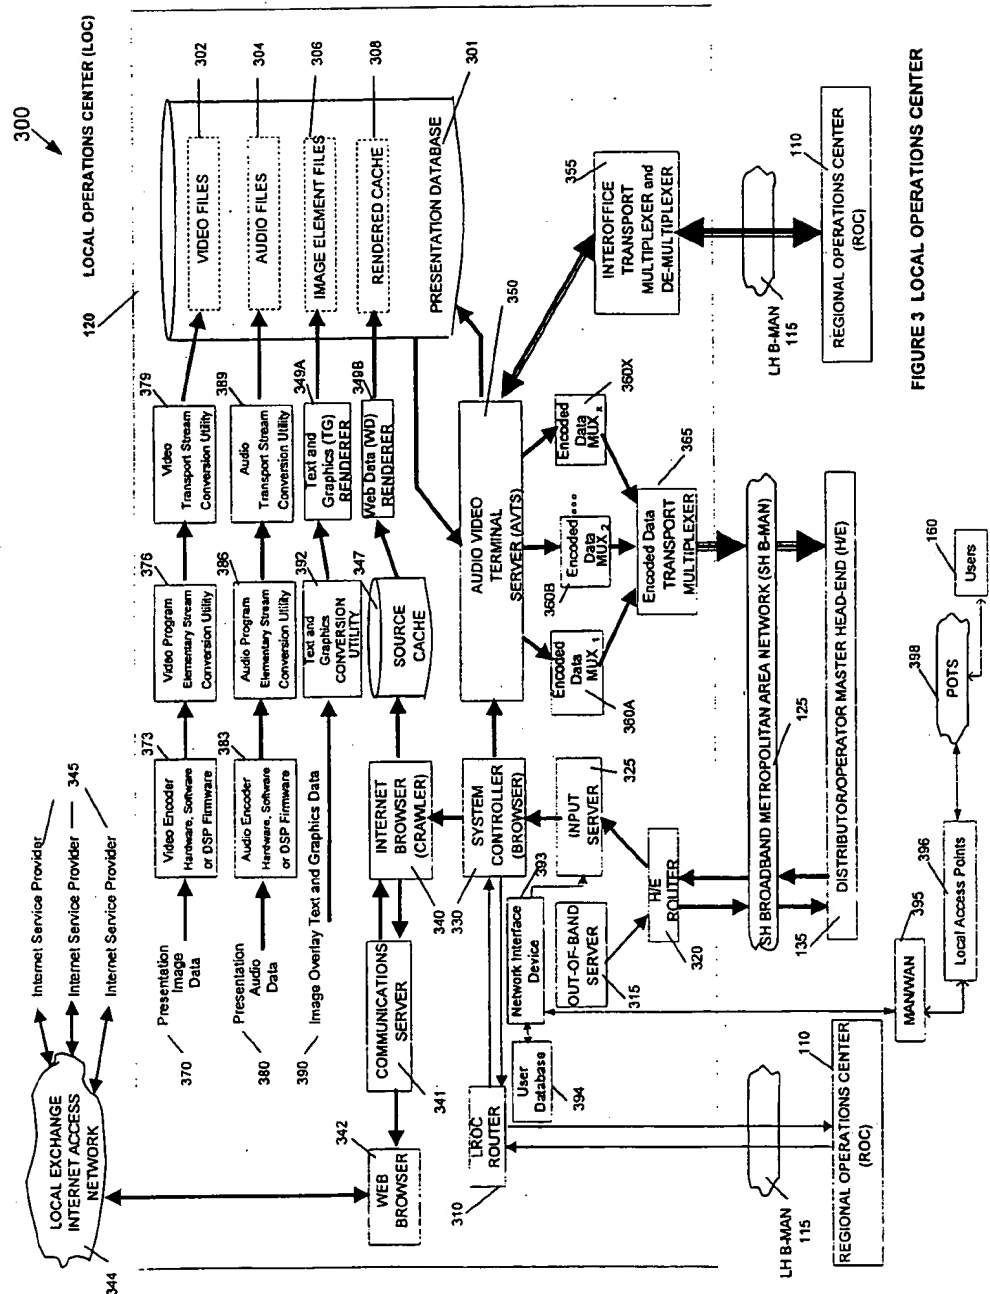 300
LOCAL OPERATIONS CENTER (LOC)
120
302
304
306
308
301
VIDEO FILES
AUDIO FILES
IMAGE ELEMENT FILES
RENDERED CACHE
PRESENTATION DATABASE
379
Video
Transport Stream
Conversion Utility
389
Audio
Transport Stream
Conversion Utility
349A
Text and
Graphics (TG)
RENDERER
349B
Web Data (WD)
RENDERER
376
Video Program
Elementary Stream
Conversion Utility
386
Audio Program
Elementary Stream
Conversion Utility
392
Text and
Graphics
CONVERSION
UTILITY
347
SOURCE
CACHE
373
Video Encoder
Hardware, Software
or DSP Firmware
383
Audio Encoder
Hardware, Software
or DSP Firmware
345
Internet Service Provider
Internet Service Provider
Internet Service Provider
Presentation
Image
Data
370
Presentation
Audio
Data
380
Image Overlay Text and Graphics Data
390
LOCAL EXCHANGE
INTERNET ACCESS
NETWORK
344
INTERNET
BROWSER
(CRAWLER)
340
COMMUNICATIONS
SERVER
341
342
WEB
BROWSER
350
AUDIO VIDEO
TERMINAL
SERVER (AVTS)
SYSTEM
CONTROLLER
(BROWSER)
330
LROC
ROUTER
310
355
INTEROFFICE
TRANSPORT
MULTIPLEXER and
DE-MULTIPLEXER
360X
Encoded
Data
MUX x
360B
Encoded
Data
MUX 2
Encoded
Data
MUX 1
360A
365
Encoded Data
TRANSPORT
MULTIPLEXER
325
INPUT
SERVER
393
Network Interface
Device
User
Database
394
OUT-OF-BAND
SERVER
315
H/E
ROUTER
320
LH B-MAN
115
110
REGIONAL OPERATIONS CENTER
(ROC)
SH BROADBAND METROPOLITAN AREA NETWORK (SH B-MAN)
125
DISTRIBUTOR/OPERATOR MASTER HEAD-END (H/E)
135
LH B-MAN
115
110
REGIONAL OPERATIONS CENTER
(ROC)
160
Users
398
POTS
396
Local Access Points
395
MAN/WAN
FIGURE 3 LOCAL OPERATIONS CENTER